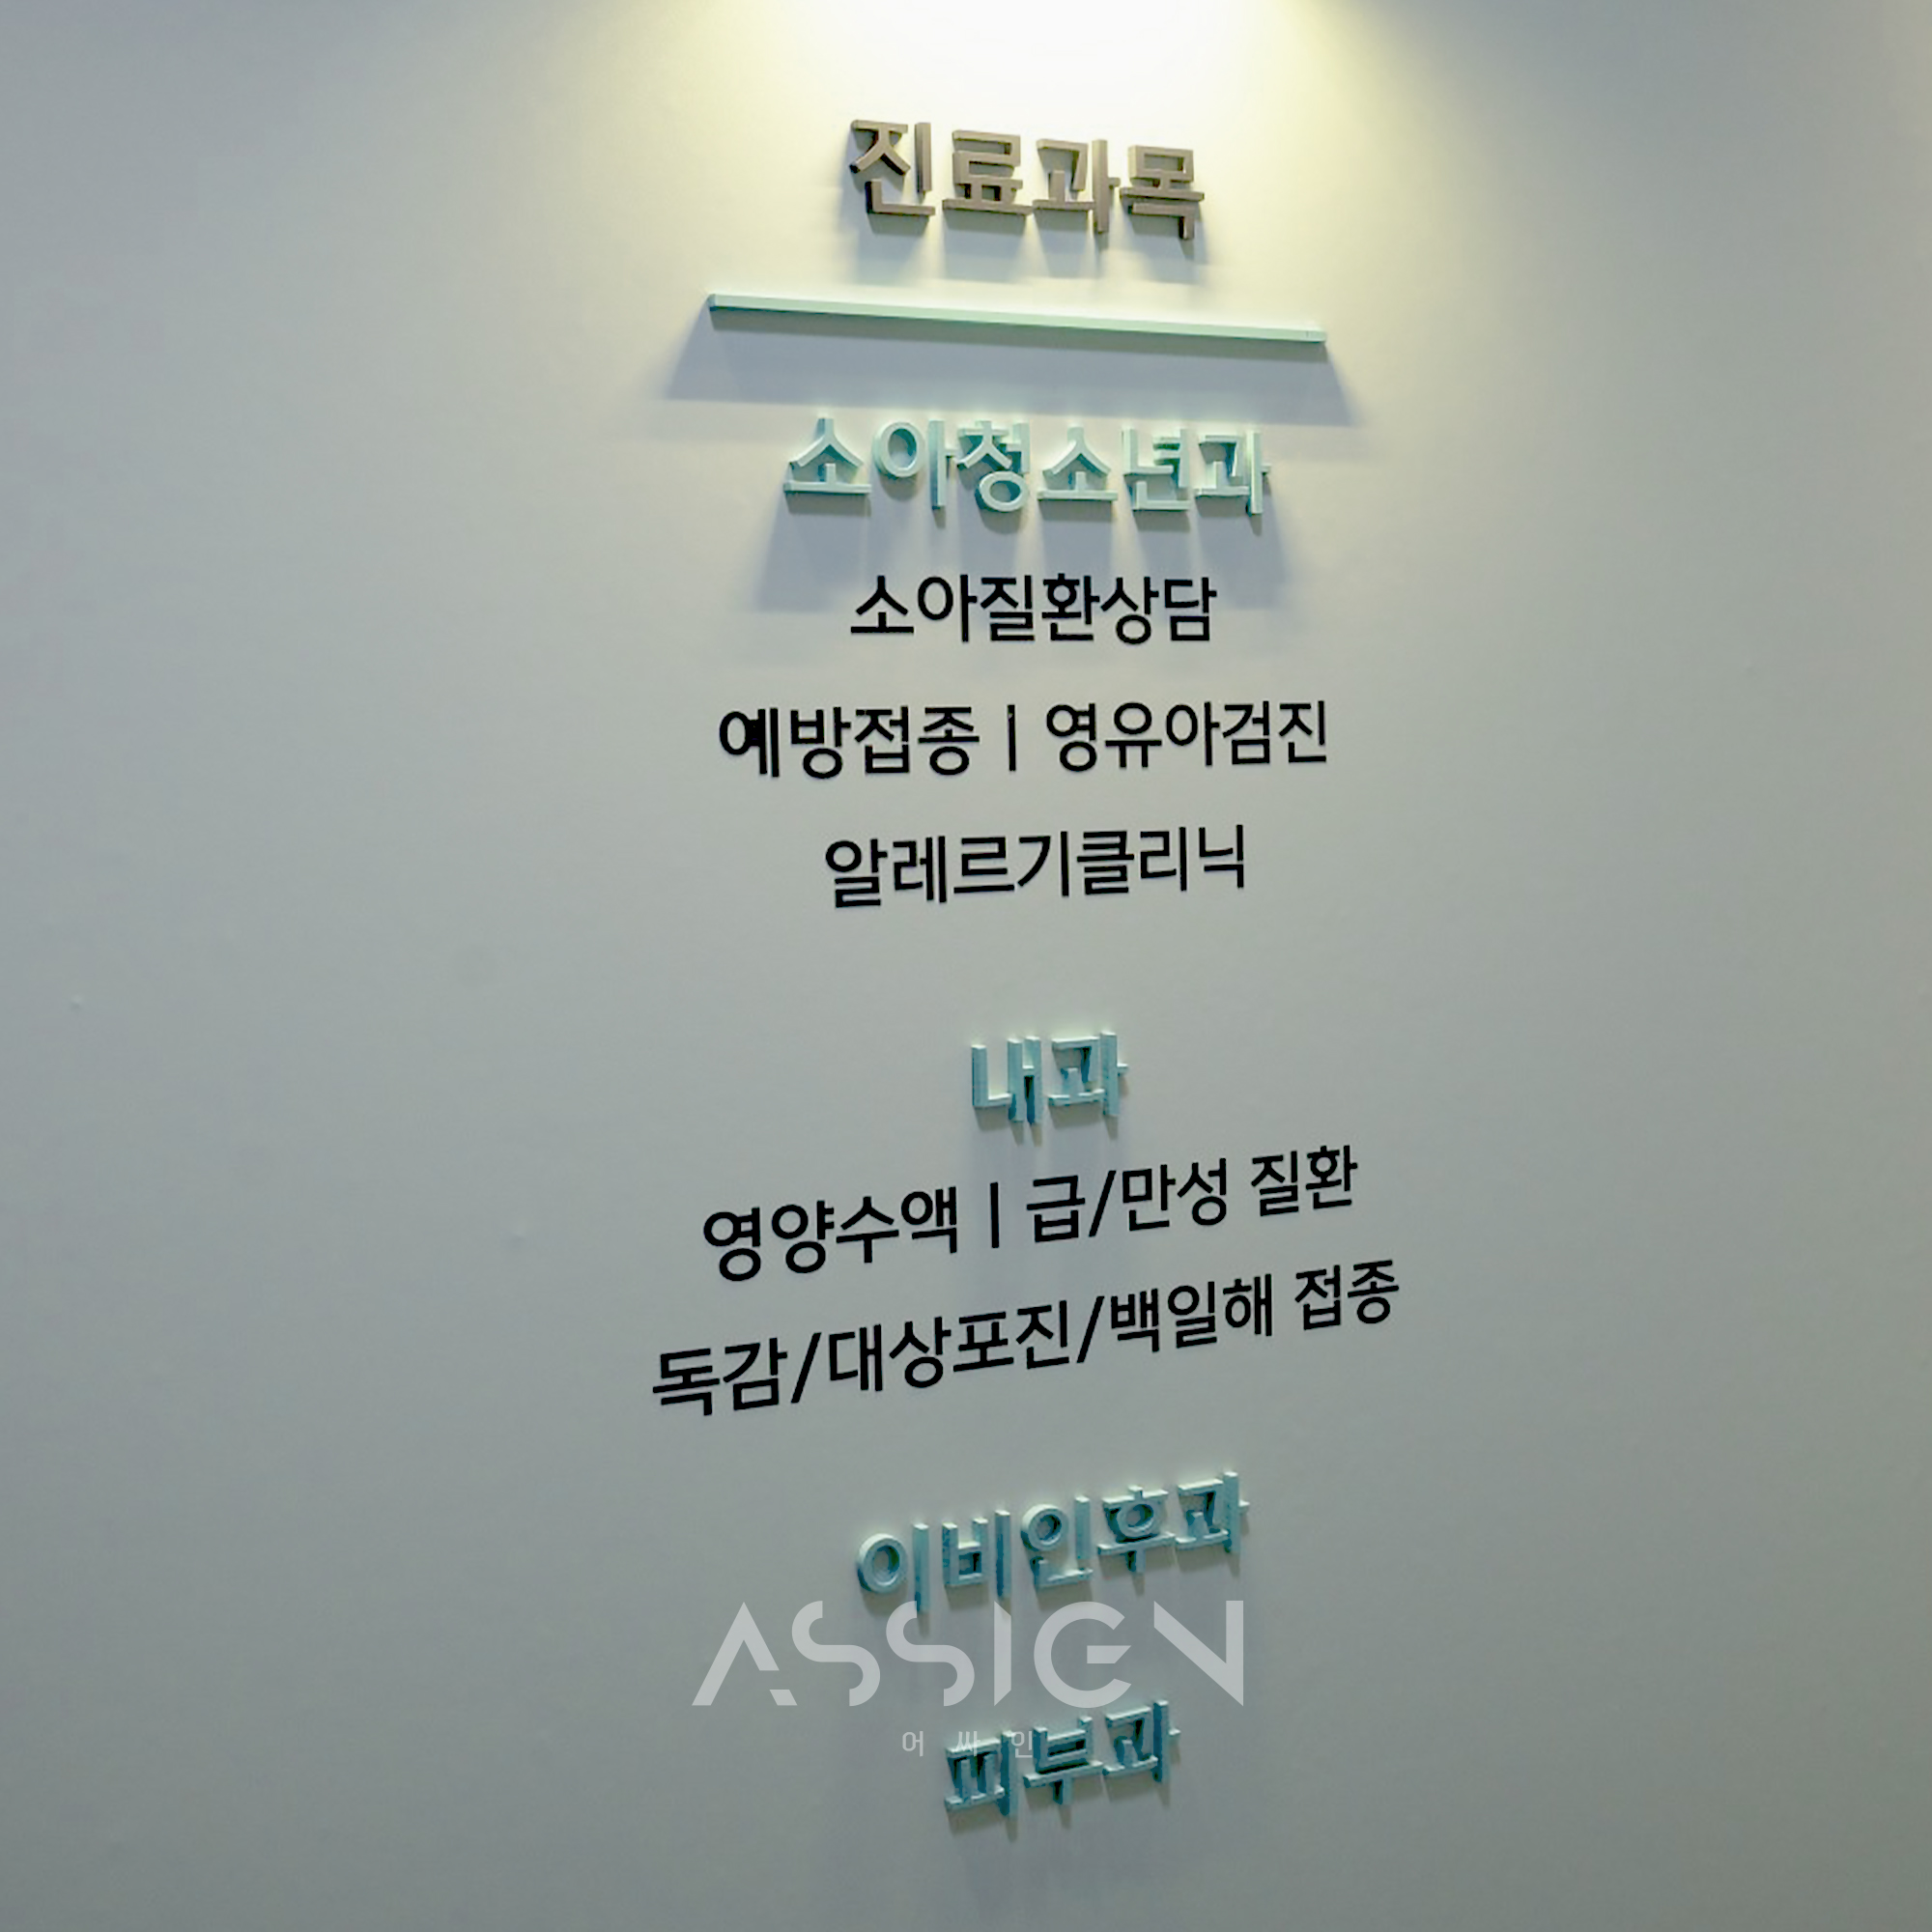 진료과목
소아청소년과
소아질환상담
예방접종 | 영유아검진
알레르기클리닉
내과
영양수액 | 급/만성 질환
독감/대상포진/백일해 접종
이비인후과
ASSIGN
어싸인
피부과